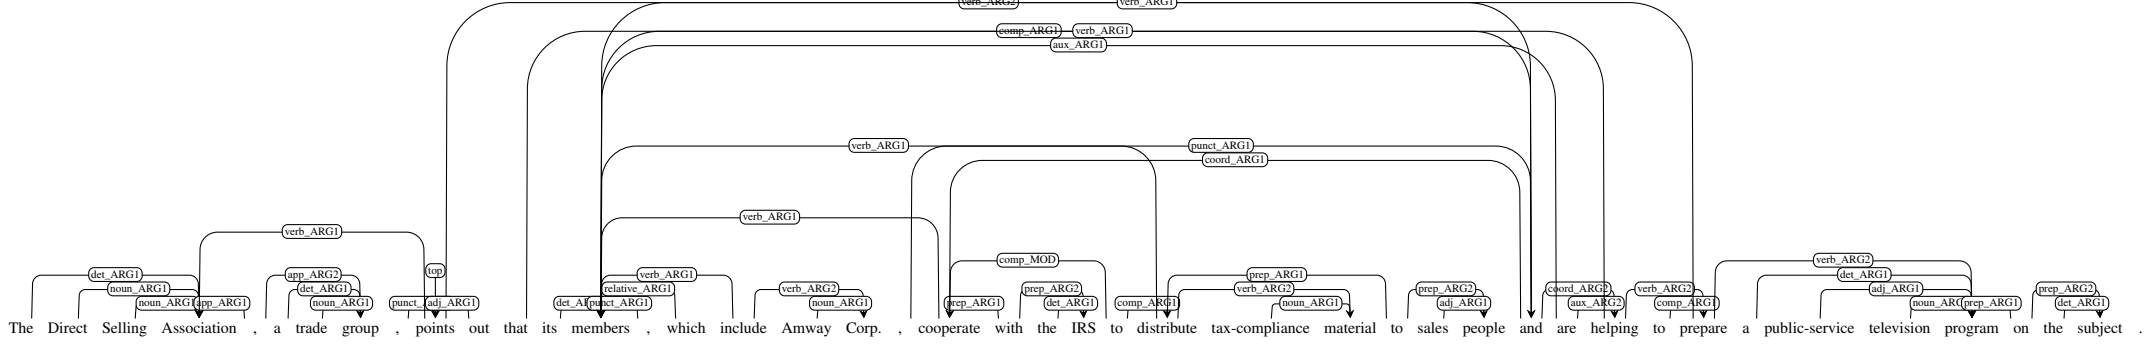 verb_ARG2 verb_ARG1
comp_ARG1 verb_ARG1
aux_ARG1
verb_ARG1 punct_ARG1
coord_ARG1
verb_ARG1
verb_ARG1
comp_MOD verb_ARG2
top
det_ARG1 app_ARG2 verb_ARG1 prep_ARG1 det_ARG1
noun_ARG1 det_ARG1 relative_ARG1 verb_ARG2 prep_ARG2 verb_ARG2 prep_ARG2 coord_ARG2 verb_ARG2 adj_ARG1 prep_ARG2
app_ARG1 noun_ARG1 adj_ARG1 punct_ARG1 noun_ARG1 prep_ARG1 det_ARG1 comp_ARG1 noun_ARG1 adj_ARG1 aux_ARG2 comp_ARG1 prep_ARG1 det_ARG1
The Direct Selling Association , a trade group , points out that its members , which include Amway Corp. , cooperate with the IRS to distribute tax-compliance material to sales people and are helping to prepare a public-service television program on the subject .